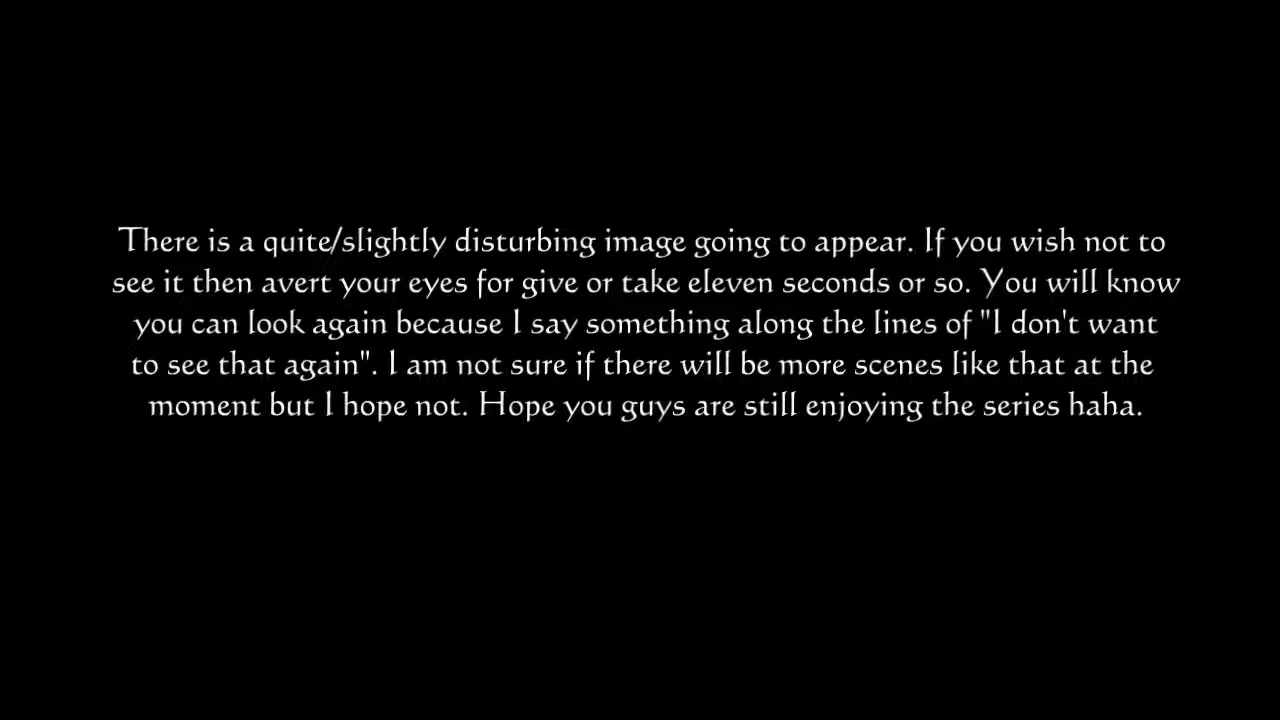 There is a quite/slightly disturbing image going to appear. If you wish not to
see it then avert your eyes for give or take eleven seconds or so. You will know
you can look again because I say something along the lines of "I don't want
to see that again". I am not sure if there will be more scenes like that at the
moment but I hope not. Hope you guys are still enjoying the series haha.